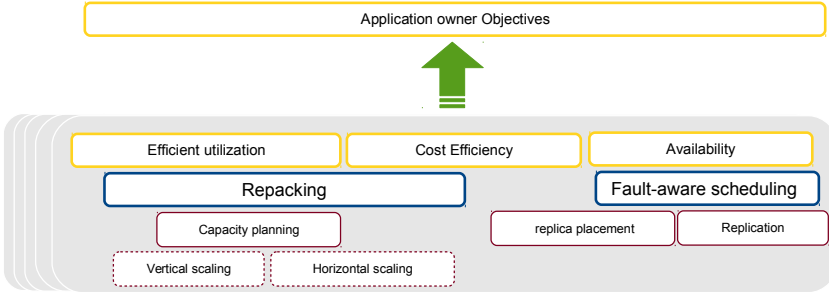 Application owner Objectives
Efficient utilization
Cost Efficiency
Availability
Repacking
Fault-aware scheduling
Capacity planning
replica placement
Replication
Vertical scaling
Horizontal scaling